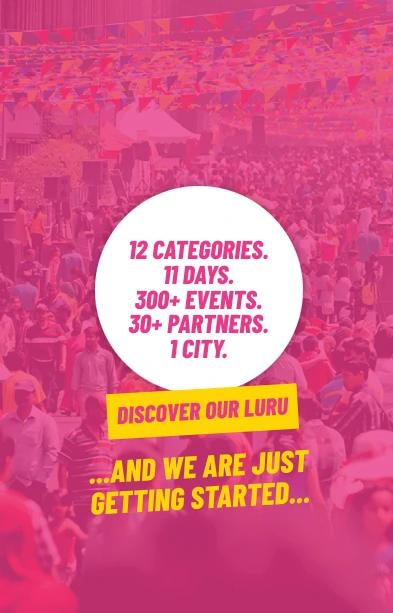 12 CATEGORIES.
11 DAYS.
300+ EVENTS.
30+ PARTNERS.
1 CITY.
DISCOVER OUR LURU
...AND WE ARE JUST
GETTING STARTED...